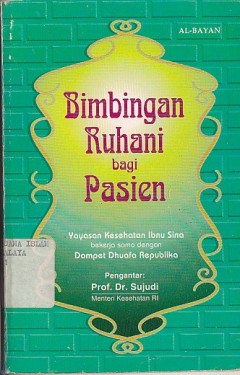 AL-BAYAN
Bimbingan
Ruhani
bagi
Pasien
Yayasan Kesehatan Ibnu Sina
bekerja sama dengan
Dompet Dhuafa Republika
Pengantar:
Prof. Dr. Sujudi
Menteri Kesehatan RI